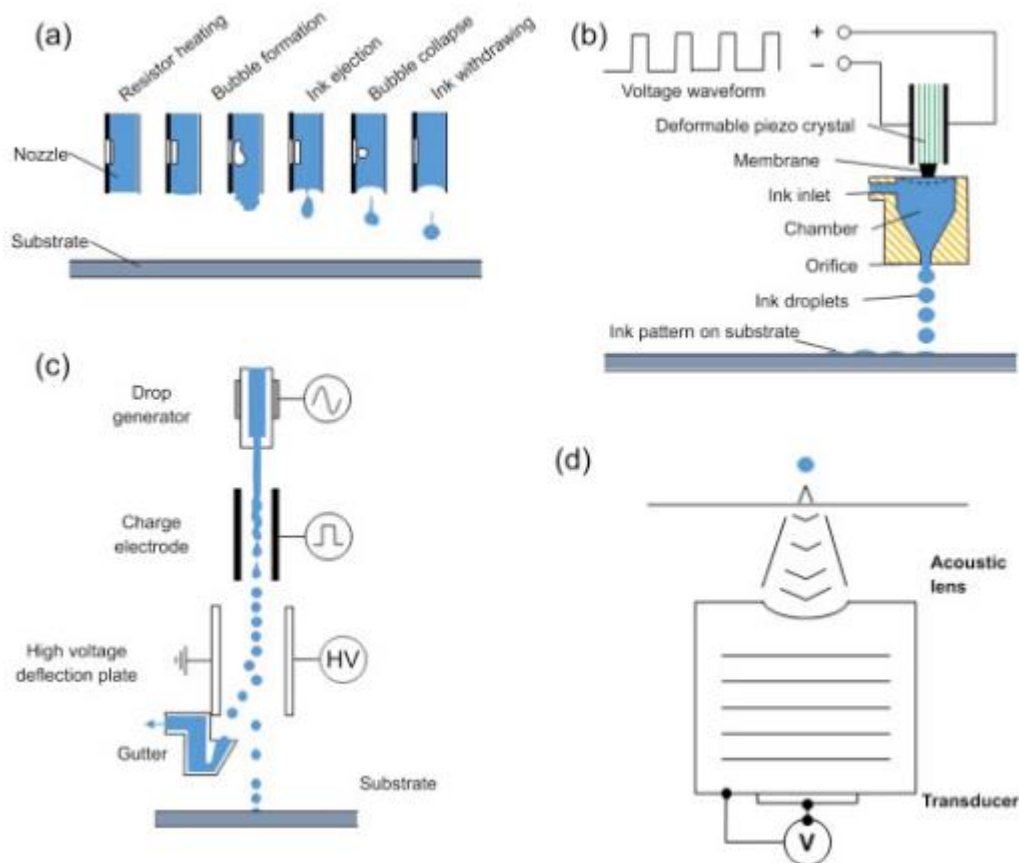 (a)
Resistor heating
Bubble formation
Ink ejection
Bubble collapse
Ink withdrawing
Nozzle
Substrate
(b)
+
−
Voltage waveform
Deformable piezo crystal
Membrane
Ink inlet
Chamber
Orifice
Ink droplets
Ink pattern on substrate
(c)
Drop
generator
Charge
electrode
High voltage
deflection plate
HV
Gutter
Substrate
(d)
Acoustic
lens
Transducer
V